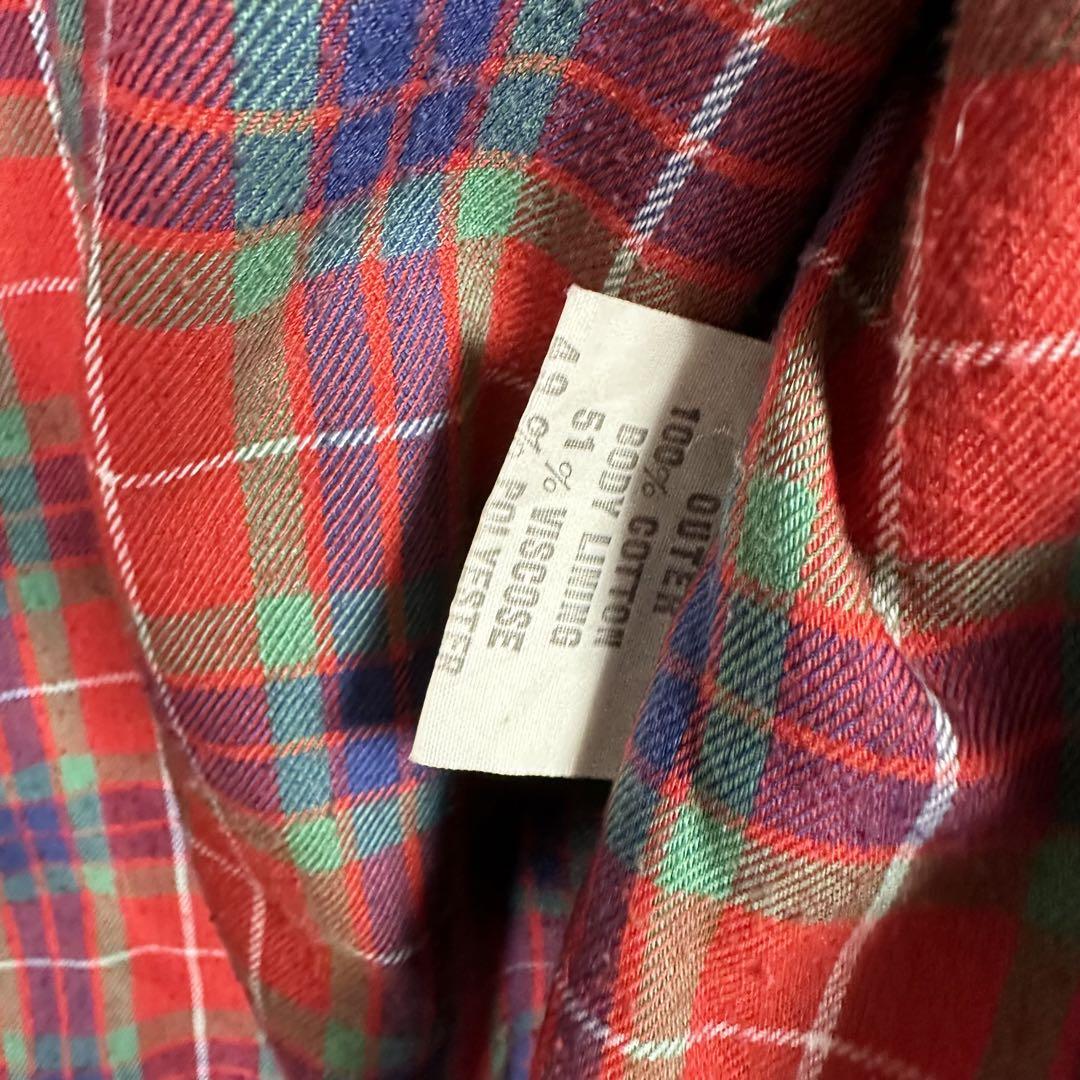 OUTER
100% COTTON
BODY LINING
51% VISCOSE
49% POLYESTER